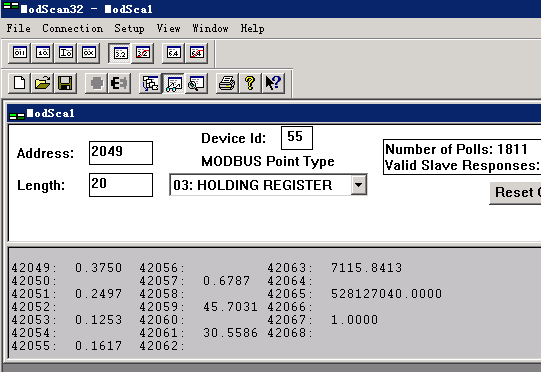 ModScan32 - ModSca1
File Connection Setup View Window Help
ModSca1
Device Id: 55
Address: 2049
MODBUS Point Type
Number of Polls: 1811
Valid Slave Responses:
Length: 20
03: HOLDING REGISTER
Reset
42049: 0.3750 42056: 42063: 7115.8413
42050: 42057: 0.6787 42064:
42051: 0.2497 42058: 42065: 528127040.0000
42052: 42059: 45.7031 42066:
42053: 0.1253 42060: 42067: 1.0000
42054: 42061: 30.5586 42068:
42055: 0.1617 42062: